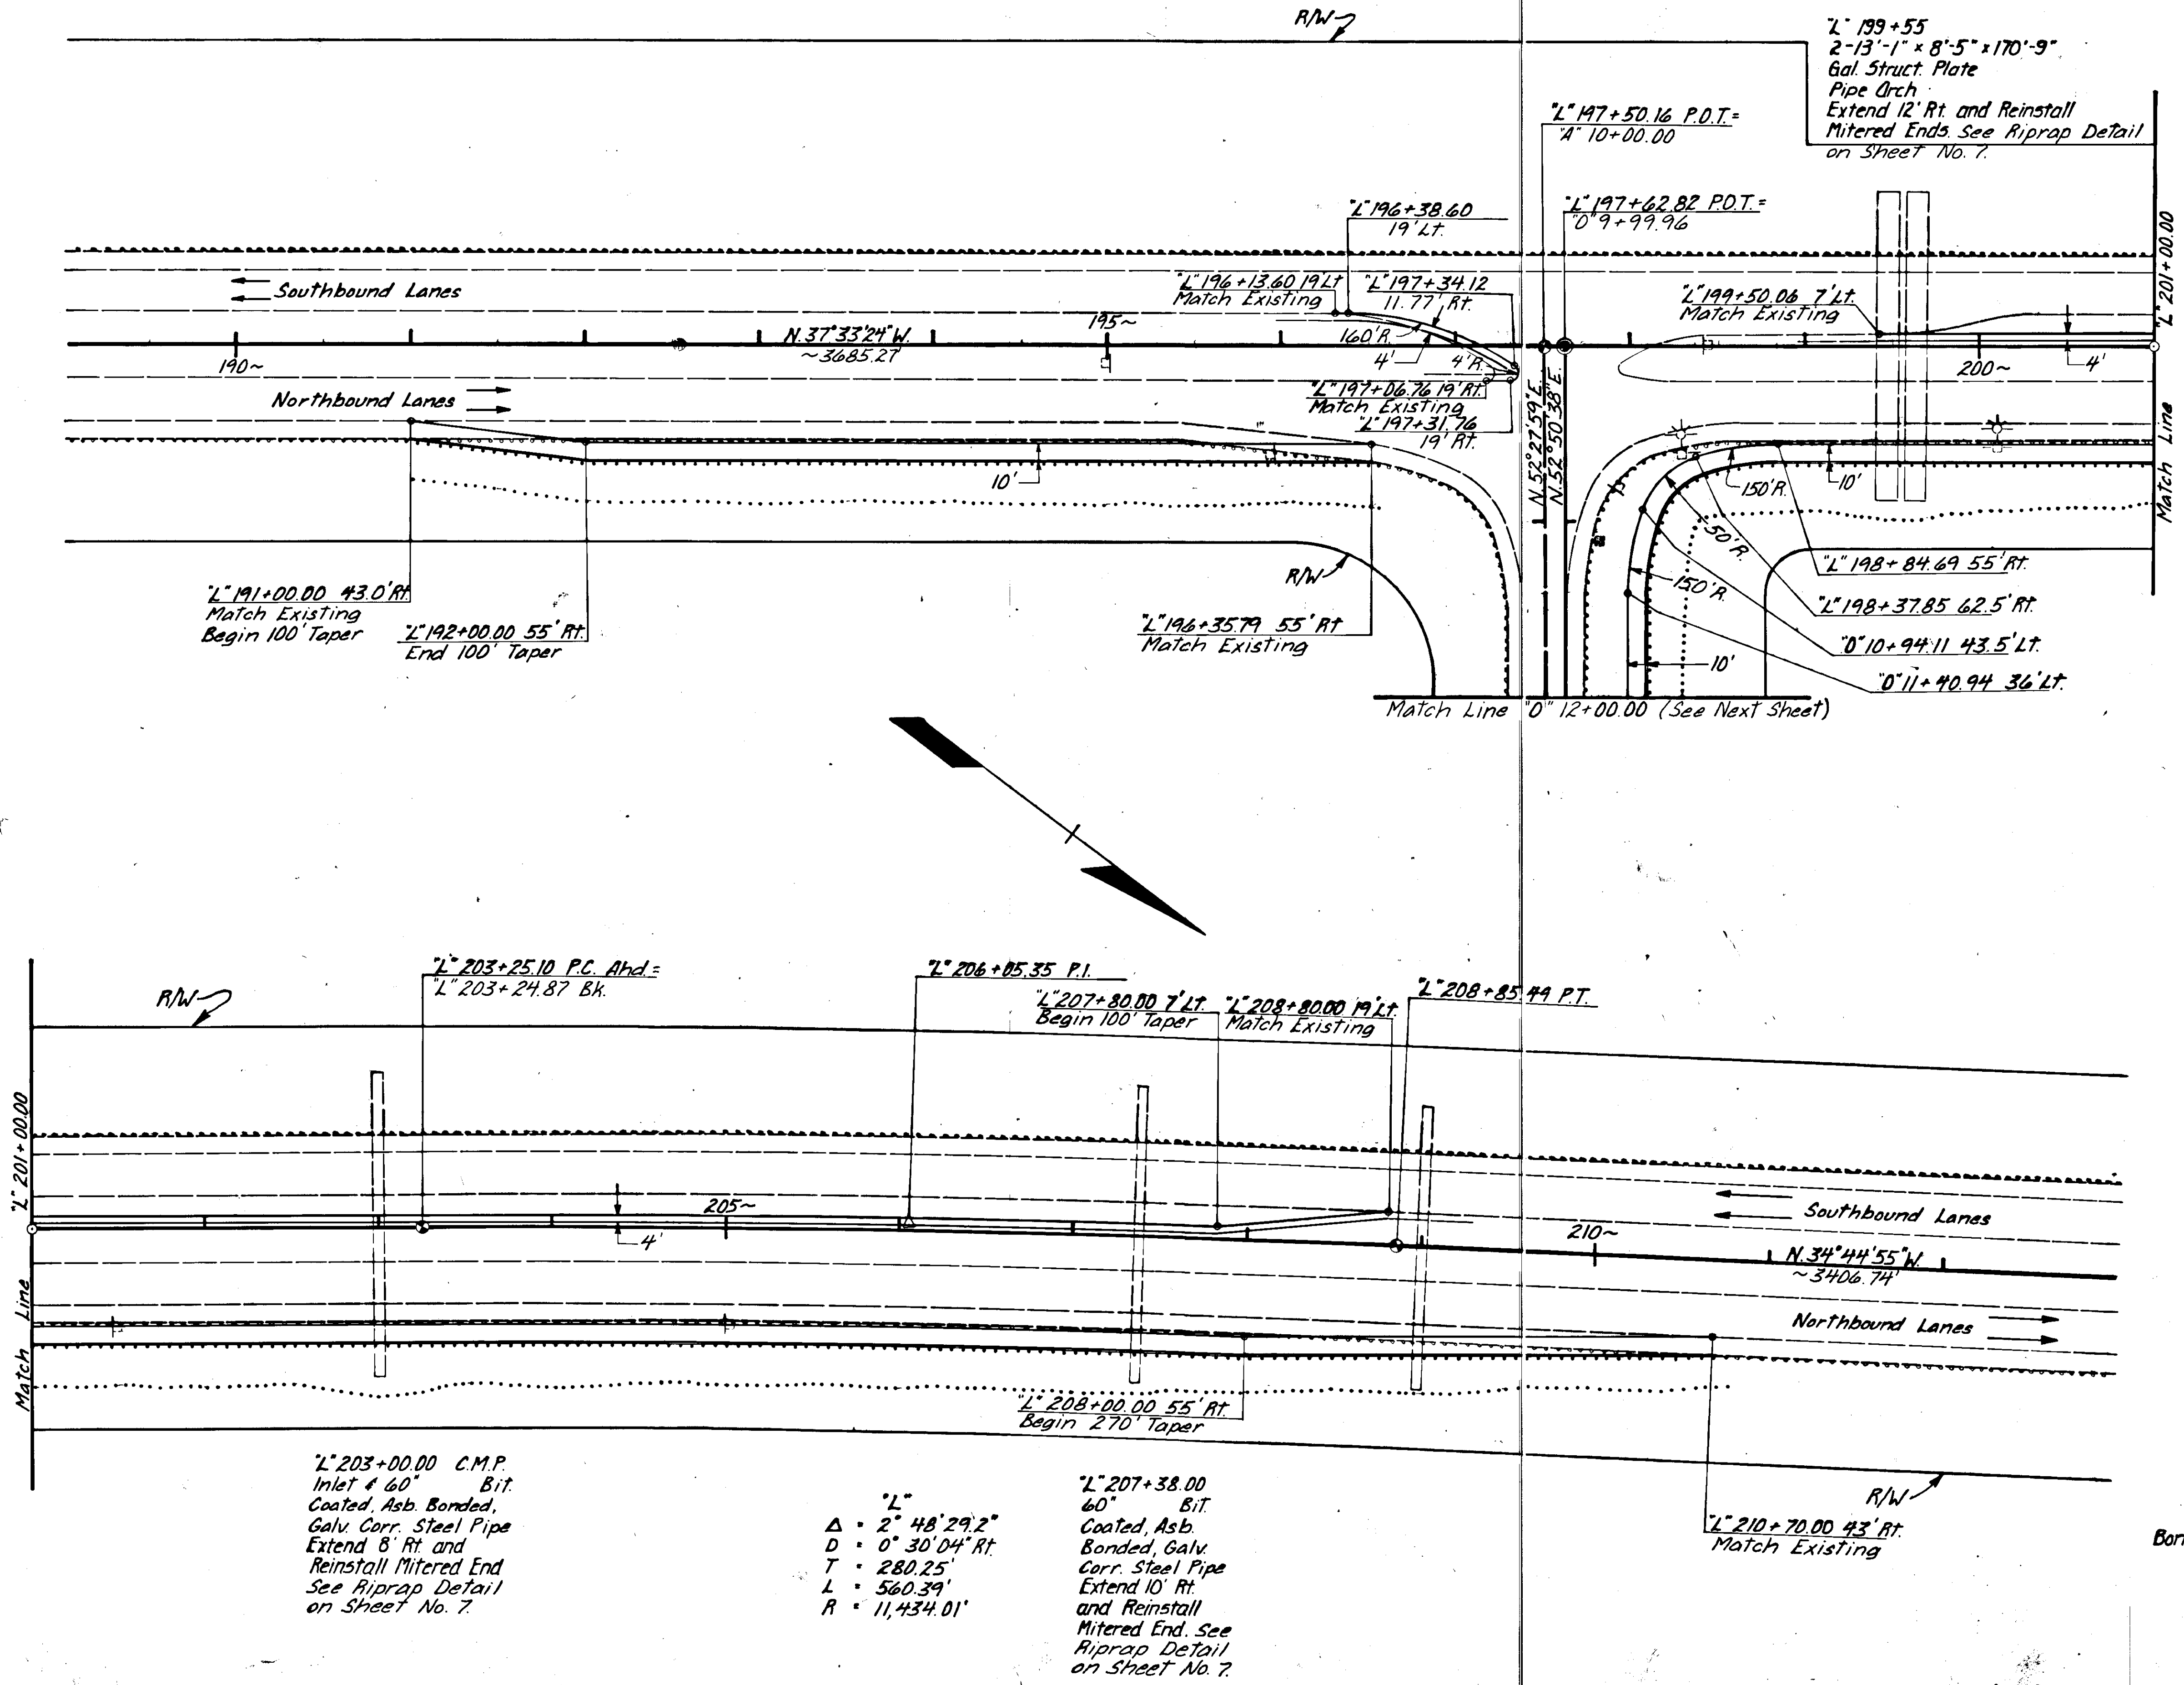 R/W
"L" 199+55
2-13'-1" x 8'-5" x 170'-9"
Gal. Struct. Plate
Pipe Arch
Extend 12' Rt. and Reinstall
Mitered Ends. See Riprap Detail
on Sheet No. 7.
"L" 197+50.16 P.O.T.=
"A" 10+00.00
"L" 196+38.60
19' Lt.
"L" 197+62.82 P.O.T.=
"O" 9+99.96
"L" 201+00.00
Match Line
Southbound Lanes
"L" 196+13.60 19' Lt.
Match Existing
"L" 197+34.12
11.77' Rt.
"L" 199+50.06 7' Lt.
Match Existing
190~
N. 37° 33' 24" W.
~3685.27'
195~
160' R.
4'
4' R.
200~
4'
Northbound Lanes
"L" 197+06.76 19' Rt.
Match Existing
"L" 197+31.76
19' Rt.
N. 52° 27' 59" E.
N. 52° 50' 38" E.
10'
150' R.
10'
50' R.
150' R.
10'
R/W
"L" 191+00.00 43.0' Rt.
Match Existing
Begin 100' Taper
"L" 192+00.00 55' Rt.
End 100' Taper
"L" 196+35.79 55' Rt.
Match Existing
"L" 198+84.69 55' Rt.
"L" 198+37.85 62.5' Rt.
"O" 10+94.11 43.5' Lt.
"O" 11+40.94 36' Lt.
Match Line "O" 12+00.00 (See Next Sheet)
R/W
"L" 203+25.10 P.C. Ahd.=
"L" 203+24.87 Bk.
"L" 206+05.35 P.I.
"L" 207+80.00 7' Lt.
Begin 100' Taper
"L" 208+80.00 19' Lt.
Match Existing
"L" 208+85.49 P.T.
"L" 201+00.00
Match Line
205~
4'
210~
Southbound Lanes
N. 34° 44' 55" W.
~3406.74'
Northbound Lanes
"L" 208+00.00 55' Rt.
Begin 270' Taper
R/W
"L" 210+70.00 43' Rt.
Match Existing
"L" 203+00.00 C.M.P.
Inlet & 60" Bit.
Coated, Asb. Bonded,
Galv. Corr. Steel Pipe
Extend 8' Rt. and
Reinstall Mitered End
See Riprap Detail
on Sheet No. 7.
"L"
Δ = 2° 48' 29.2"
D = 0° 30' 04" Rt.
T = 280.25'
L = 560.39'
R = 11,434.01'
"L" 207+38.00
60" Bit.
Coated, Asb.
Bonded, Galv.
Corr. Steel Pipe
Extend 10' Rt.
and Reinstall
Mitered End. See
Riprap Detail
on Sheet No. 7.